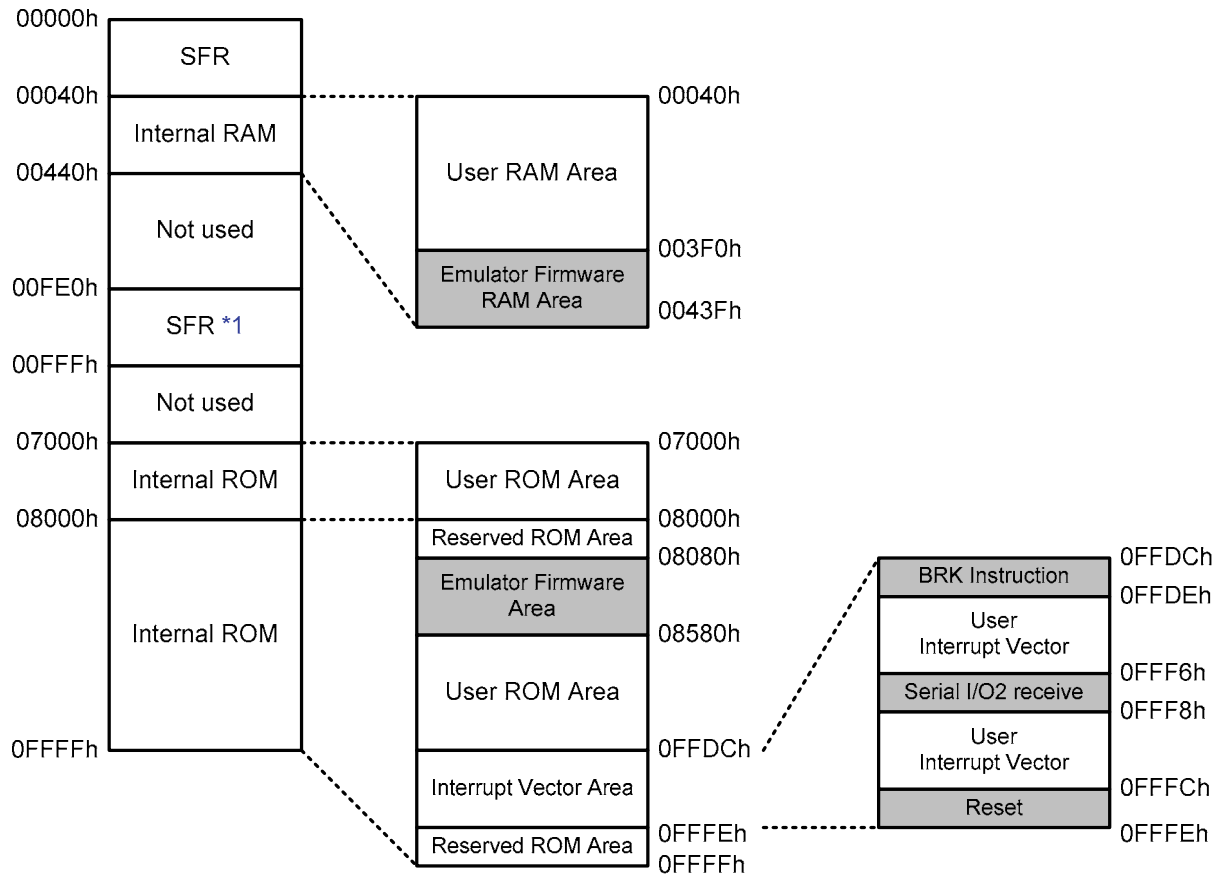 00000h
SFR
00040h
Internal RAM
00440h
Not used
00FE0h
SFR *1
00FFFh
Not used
07000h
Internal ROM
08000h
Internal ROM
0FFFFh
00040h
User RAM Area
003F0h
Emulator Firmware
RAM Area
0043Fh
07000h
User ROM Area
08000h
Reserved ROM Area
08080h
Emulator Firmware
Area
08580h
User ROM Area
0FFDCh
Interrupt Vector Area
0FFFEh
Reserved ROM Area
0FFFFh
0FFDCh
BRK Instruction
0FFDEh
User
Interrupt Vector
0FFF6h
Serial I/O2 receive
0FFF8h
User
Interrupt Vector
0FFFCh
Reset
0FFFEh